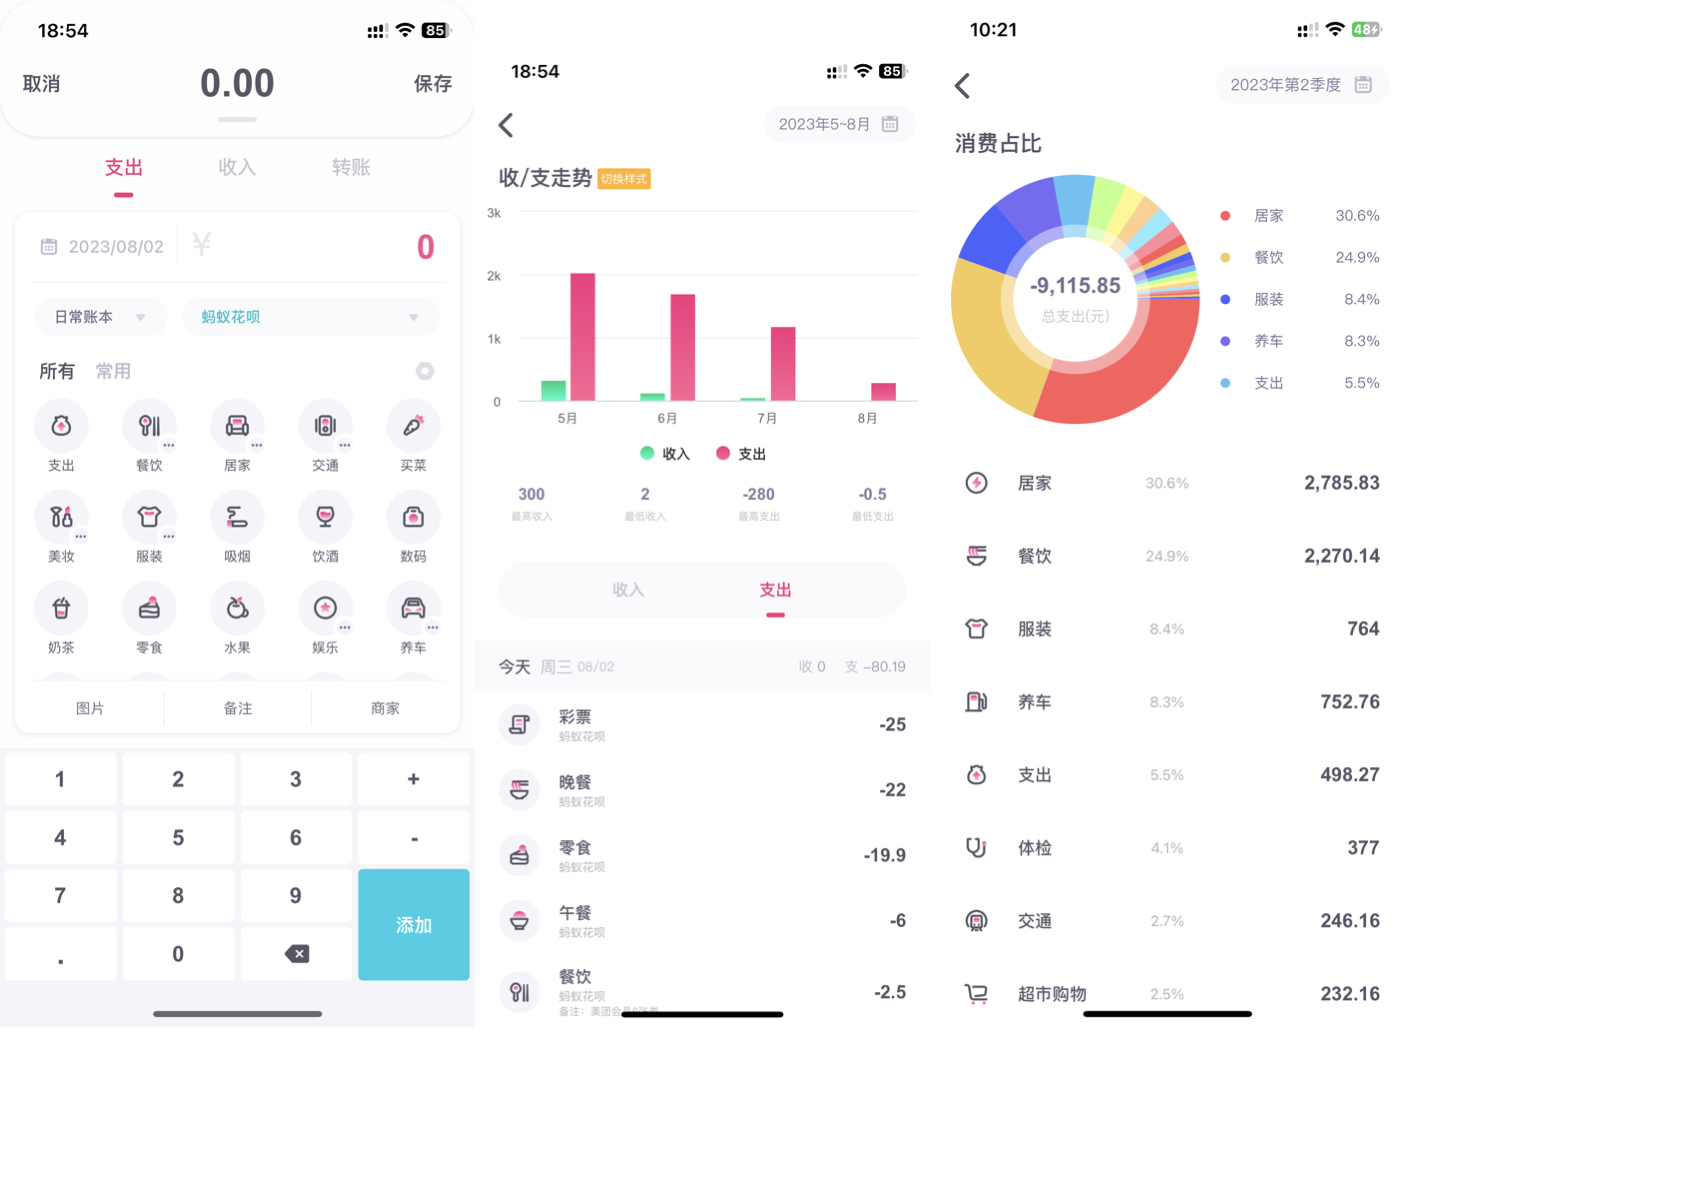 18:54
85
取消
0.00
保存
支出
收入
转账
2023/08/02
¥
0
日常账本
蚂蚁花呗
所有
常用
支出
餐饮
居家
交通
买菜
美妆
服装
吸烟
饮酒
数码
奶茶
零食
水果
娱乐
养车
图片
备注
商家
1
2
3
+
4
5
6
-
7
8
9
添加
.
0
18:54
85
2023年5~8月
收/支走势
切换样式
3k
2k
1k
0
5月
6月
7月
8月
收入
支出
300
2
-280
-0.5
最高收入
最低收入
最高支出
最低支出
收入
支出
今天 周三 08/02
收 0
支 –80.19
彩票
蚂蚁花呗
-25
晚餐
蚂蚁花呗
-22
零食
蚂蚁花呗
-19.9
午餐
蚂蚁花呗
-6
餐饮
蚂蚁花呗
-2.5
备注：美团会
10:21
48
2023年第2季度
消费占比
-9,115.85
总支出(元)
居家 30.6%
餐饮 24.9%
服装 8.4%
养车 8.3%
支出 5.5%
居家 30.6% 2,785.83
餐饮 24.9% 2,270.14
服装 8.4% 764
养车 8.3% 752.76
支出 5.5% 498.27
体检 4.1% 377
交通 2.7% 246.16
超市购物 2.5% 232.16